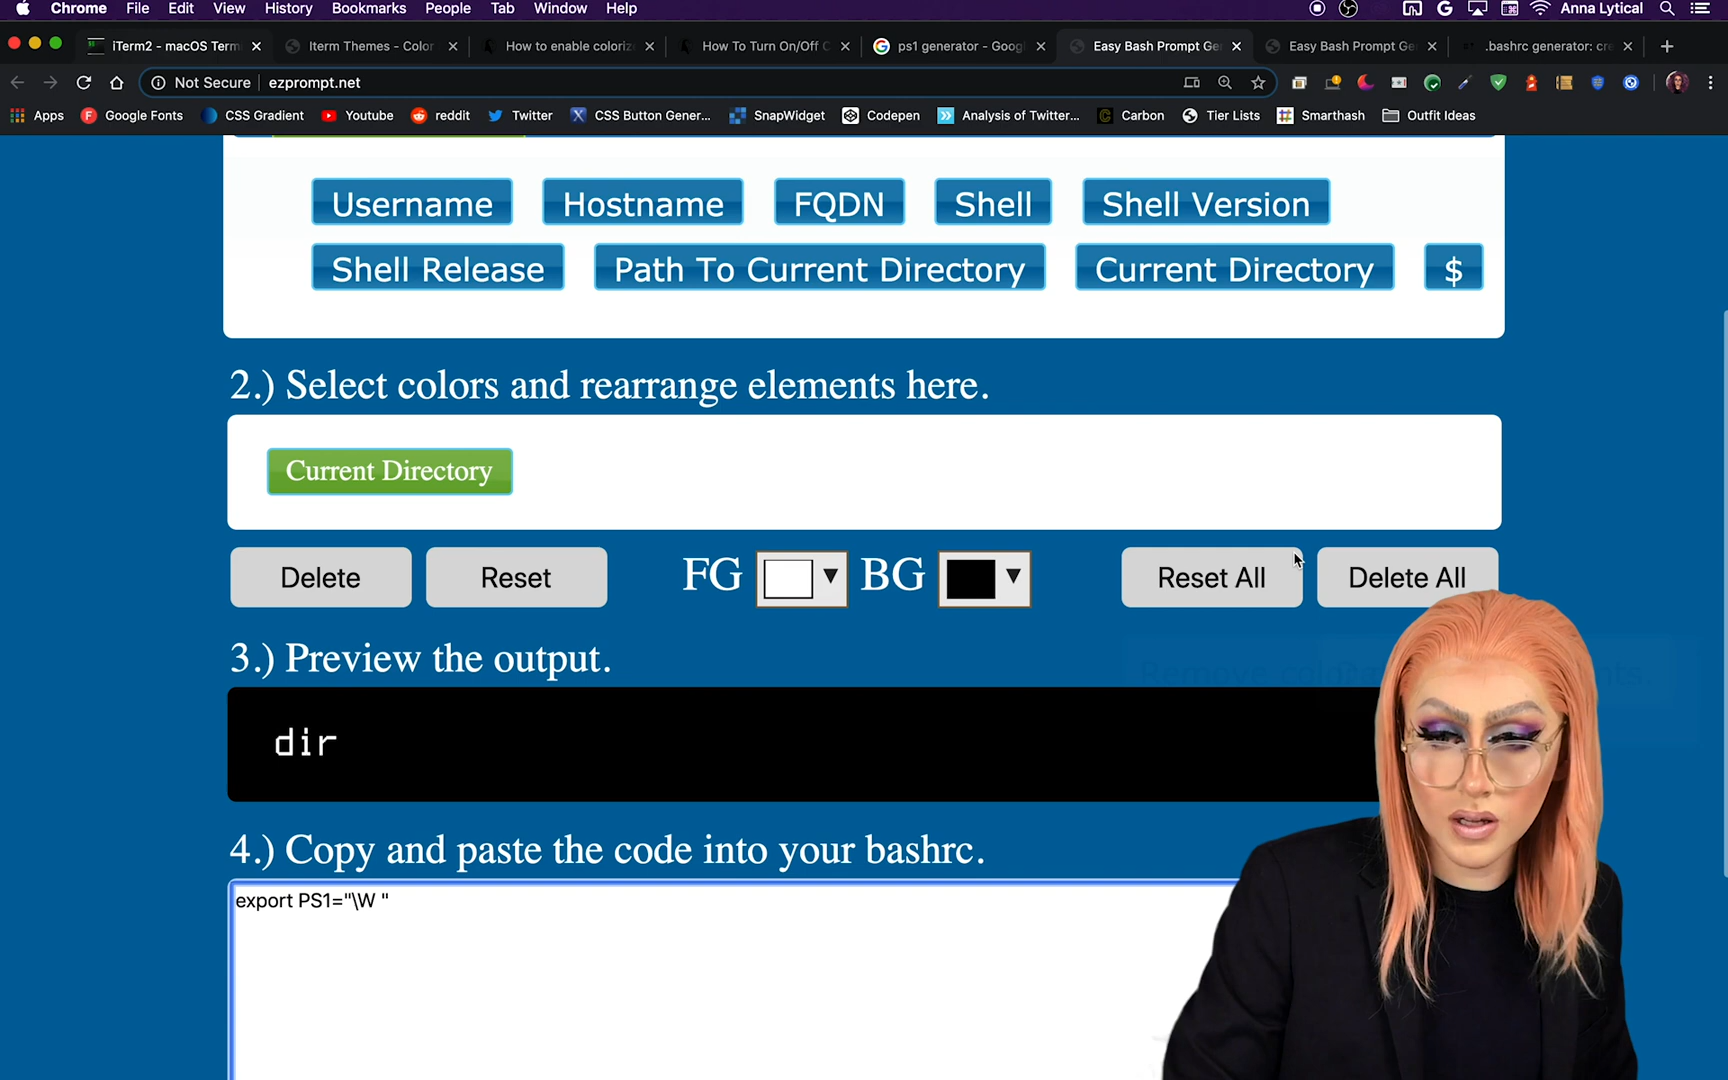 Chrome File Edit View History Bookmarks People Tab Window Help Anna Lytical
iTerm2 - macOS Term Iterm Themes - Color How to enable coloriz How To Turn On/Off C ps1 generator - Goog Easy Bash Prompt Ge Easy Bash Prompt Ge .bashrc generator: cre
Not Secure ezprompt.net
Apps Google Fonts CSS Gradient Youtube reddit Twitter CSS Button Gener... SnapWidget Codepen Analysis of Twitter... Carbon Tier Lists Smarthash Outfit Ideas
Username Hostname FQDN Shell Shell Version
Shell Release Path To Current Directory Current Directory $
2.) Select colors and rearrange elements here.
Current Directory
Delete Reset FG BG Reset All Delete All
3.) Preview the output.
dir
4.) Copy and paste the code into your bashrc.
export PS1="\W "